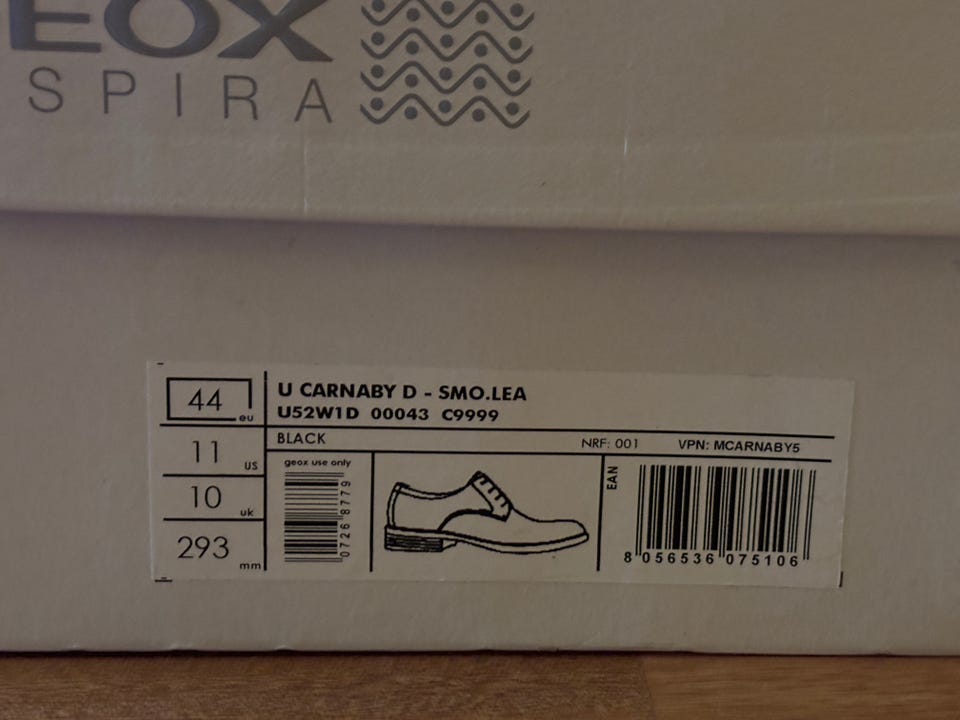 EOX
SPIRA
44 eu
11 US
10 uk
293 mm
U CARNABY D - SMO.LEA
U52W1D 00043 C9999
BLACK NRF: 001 VPN: MCARNABY5
geox use only
0726 8779
EAN
8 056536 075106